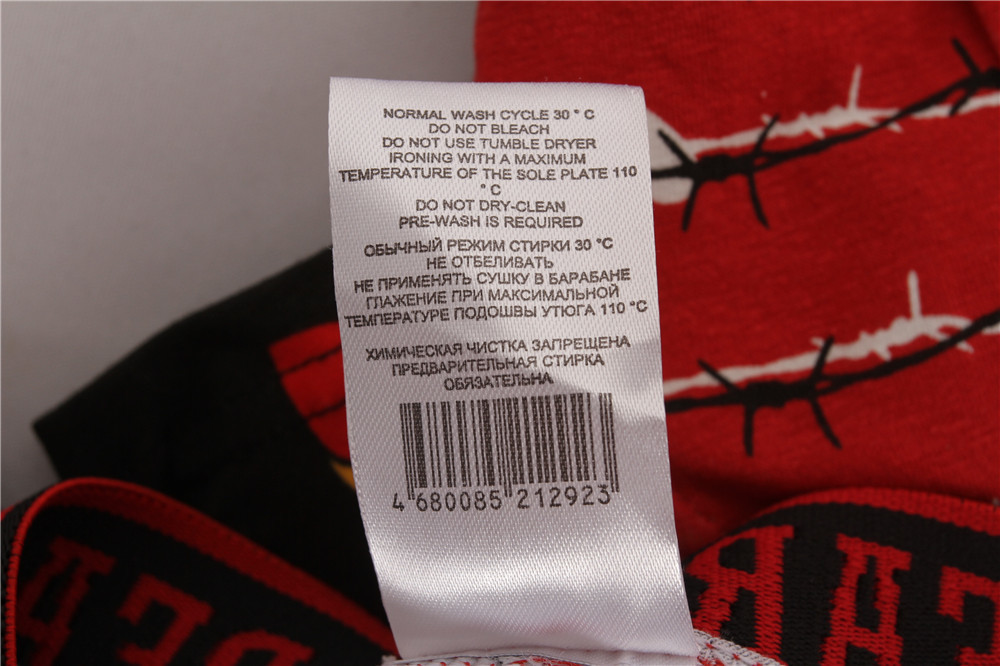 NORMAL WASH CYCLE 30 ° C
DO NOT BLEACH
DO NOT USE TUMBLE DRYER
IRONING WITH A MAXIMUM
TEMPERATURE OF THE SOLE PLATE 110
° C
DO NOT DRY-CLEAN
PRE-WASH IS REQUIRED
ОБЫЧНЫЙ РЕЖИМ СТИРКИ 30 °C
НЕ ОТБЕЛИВАТЬ
НЕ ПРИМЕНЯТЬ СУШКУ В БАРАБАНЕ
ГЛАЖЕНИЕ ПРИ МАКСИМАЛЬНОЙ
ТЕМПЕРАТУРЕ ПОДОШВЫ УТЮГА 110 °C
ХИМИЧЕСКАЯ ЧИСТКА ЗАПРЕЩЕНА
ПРЕДВАРИТЕЛЬНАЯ СТИРКА
ОБЯЗАТЕЛЬНА
4 680085 212923